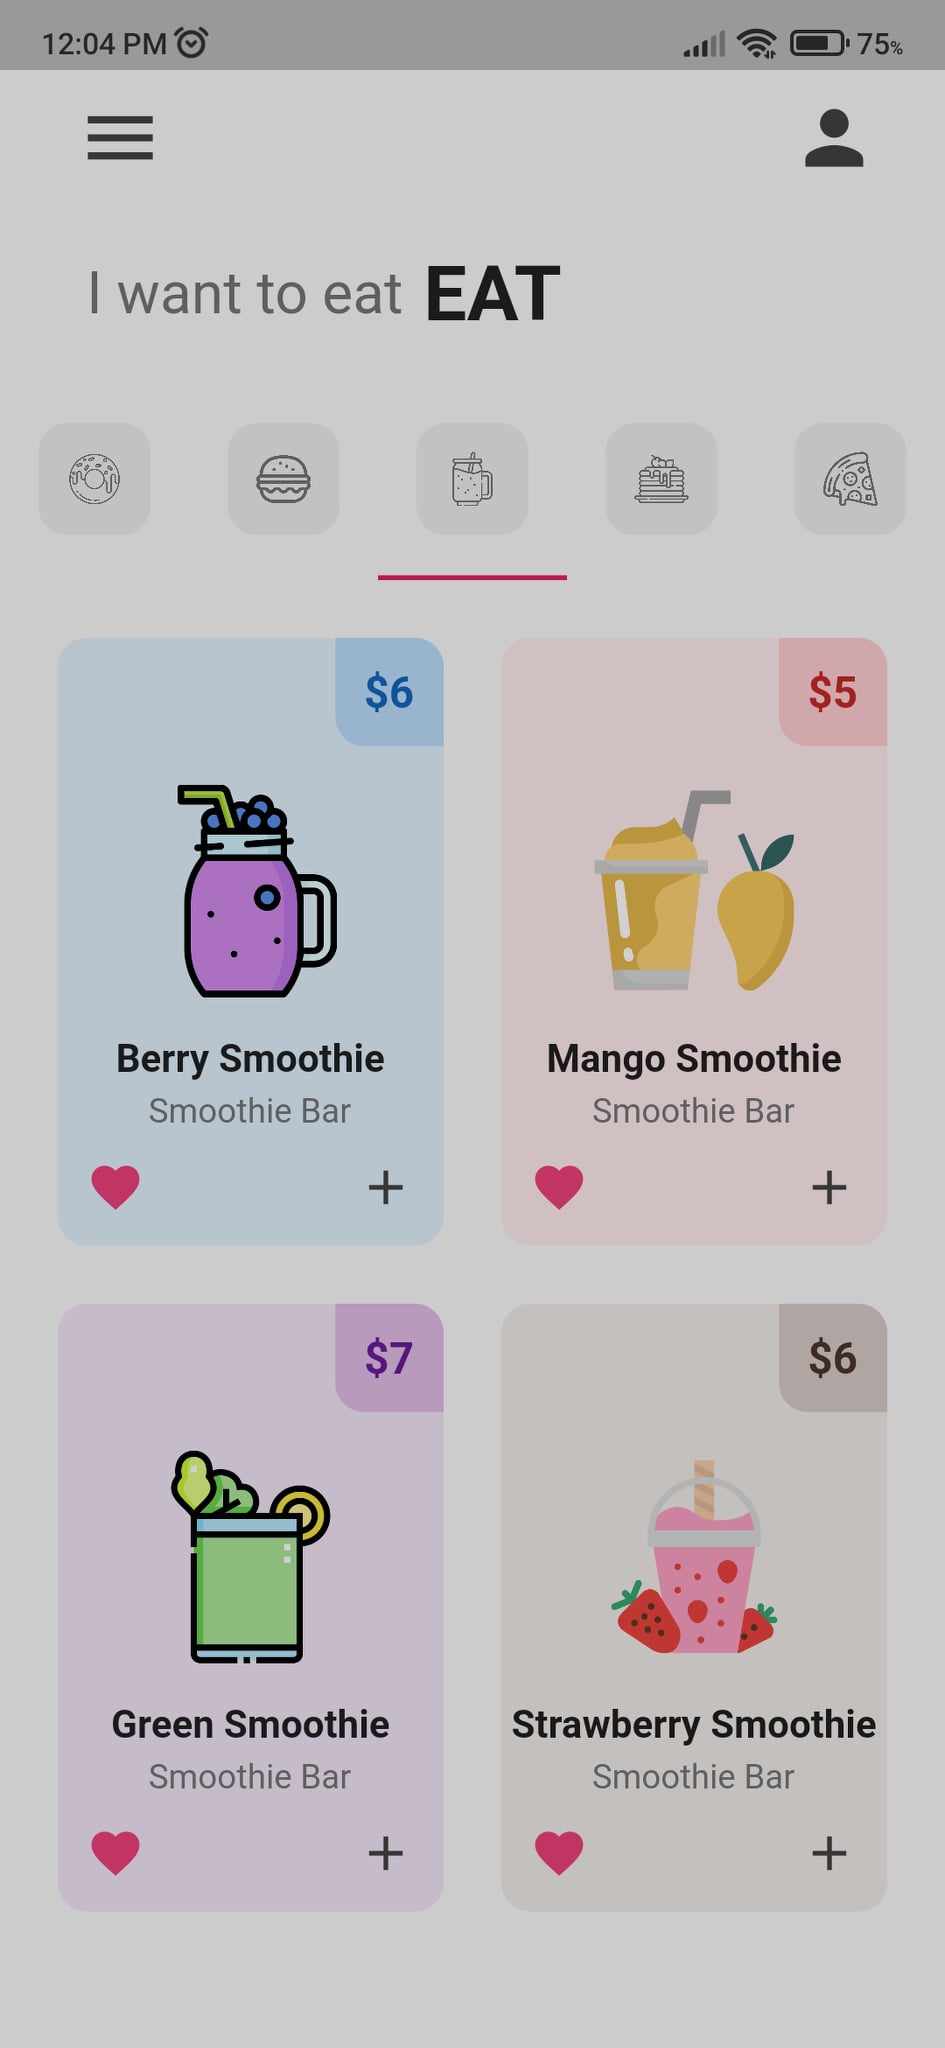 12:04 PM
75%
I want to eat EAT
$6
$5
Berry Smoothie
Mango Smoothie
Smoothie Bar
Smoothie Bar
$7
$6
Green Smoothie
Strawberry Smoothie
Smoothie Bar
Smoothie Bar